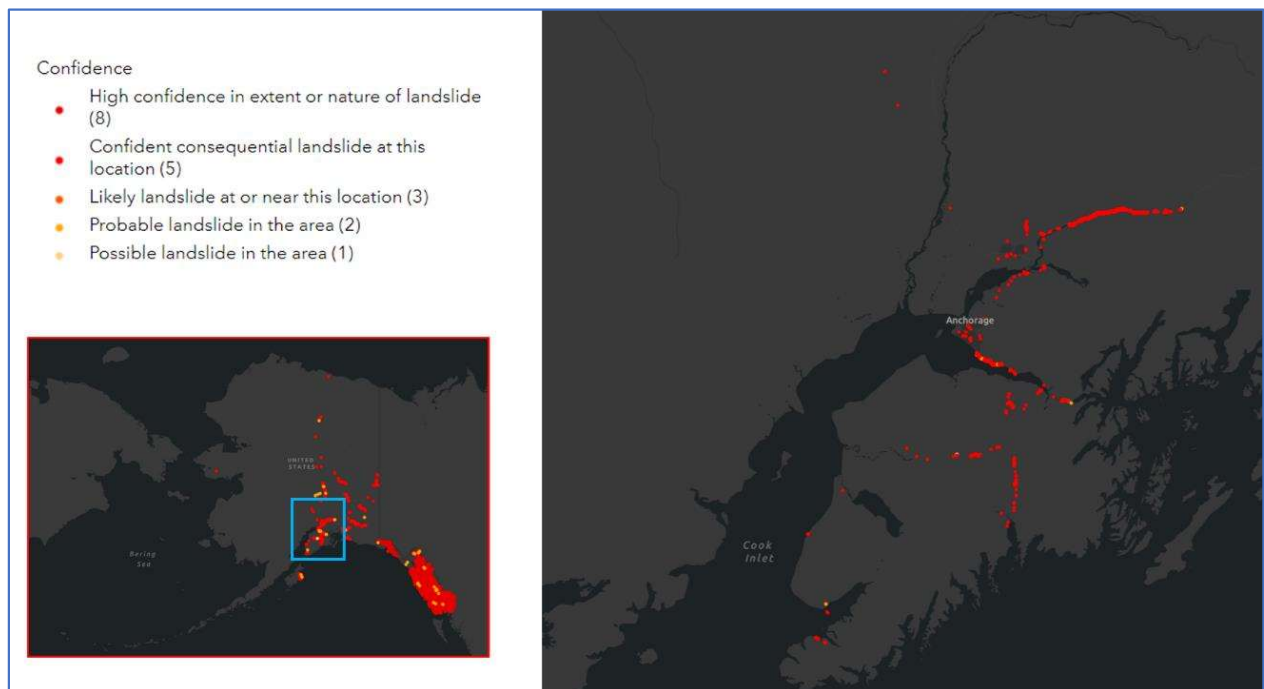 Confidence
High confidence in extent or nature of landslide
(8)
Confident consequential landslide at this
location (5)
Likely landslide at or near this location (3)
Probable landslide in the area (2)
Possible landslide in the area (1)
UNITED
STATES
Bering
Sea
Anchorage
Cook
Inlet